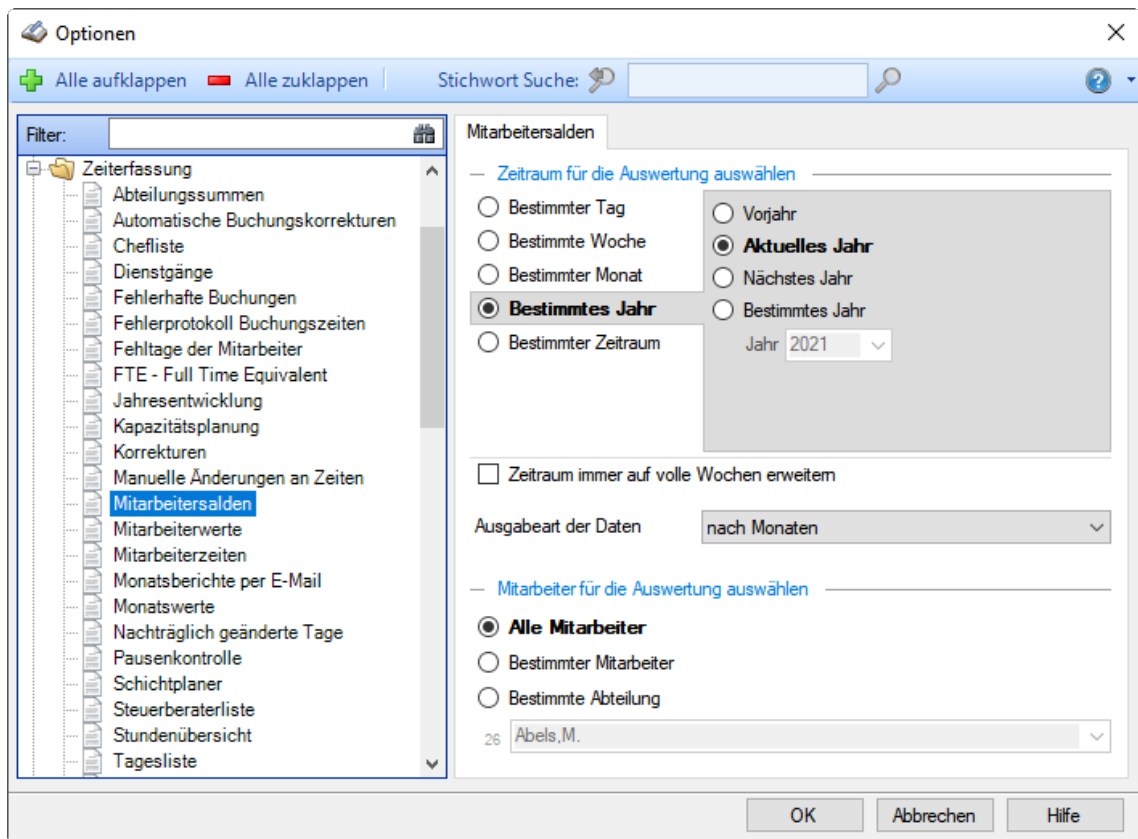 Optionen
Alle aufklappen
Alle zuklappen
Stichwort Suche:
Filter:
Zeiterfassung
Abteilungssummen
Automatische Buchungskorrekturen
Chefliste
Dienstgänge
Fehlerhafte Buchungen
Fehlerprotokoll Buchungszeiten
Fehltage der Mitarbeiter
FTE - Full Time Equivalent
Jahresentwicklung
Kapazitätsplanung
Korrekturen
Manuelle Änderungen an Zeiten
Mitarbeitersalden
Mitarbeiterwerte
Mitarbeiterzeiten
Monatsberichte per E-Mail
Monatswerte
Nachträglich geänderte Tage
Pausenkontrolle
Schichtplaner
Steuerberaterliste
Stundenübersicht
Tagesliste
Mitarbeitersalden
Zeitraum für die Auswertung auswählen
Bestimmter Tag
Bestimmte Woche
Bestimmter Monat
Bestimmtes Jahr
Bestimmter Zeitraum
Vorjahr
Aktuelles Jahr
Nächstes Jahr
Bestimmtes Jahr
Jahr 2021
Zeitraum immer auf volle Wochen erweitern
Ausgabeart der Daten nach Monaten
Mitarbeiter für die Auswertung auswählen
Alle Mitarbeiter
Bestimmter Mitarbeiter
Bestimmte Abteilung
26 Abels,M.
OK Abbrechen Hilfe